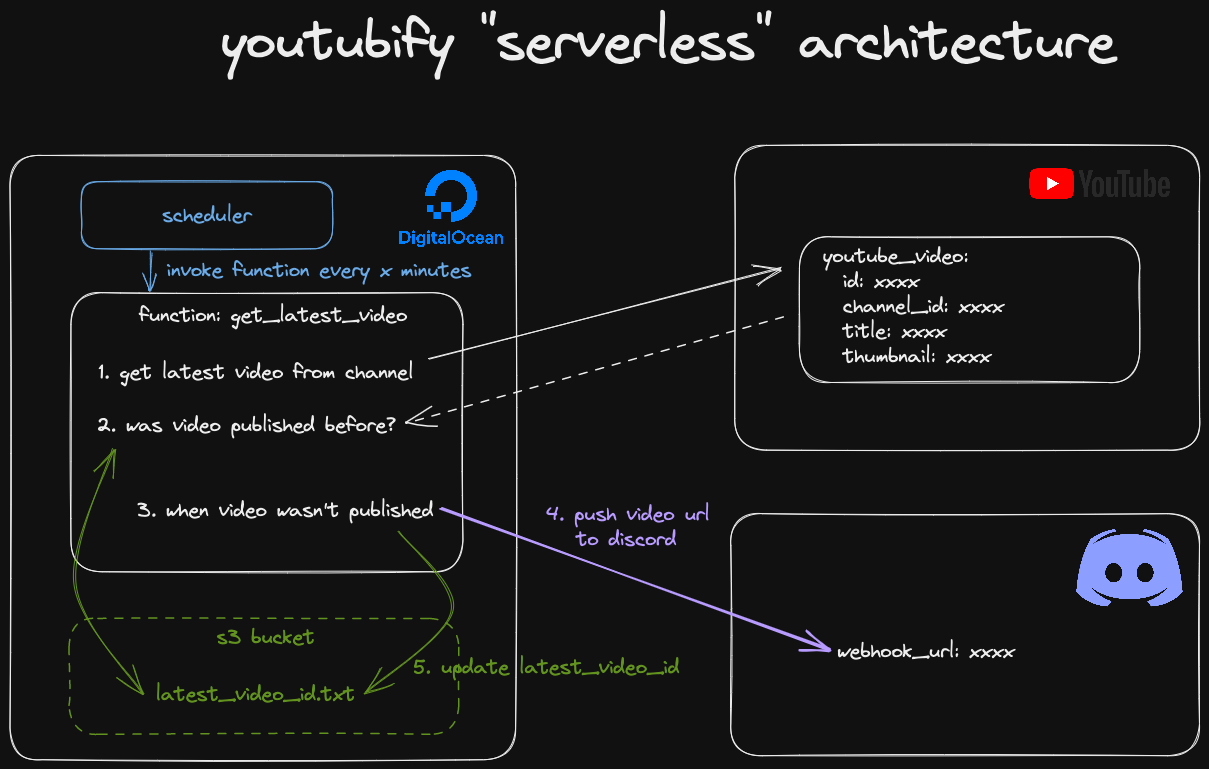 youtubify "serverless" architecture
scheduler
DigitalOcean
invoke function every x minutes
function: get_latest_video
1. get latest video from channel
2. was video published before?
3. when video wasn't published
s3 bucket
latest_video_id.txt
5. update latest_video_id
4. push video url
to discord
YouTube
youtube_video:
id: xxxx
channel_id: xxxx
title: xxxx
thumbnail: xxxx
webhook_url: xxxx